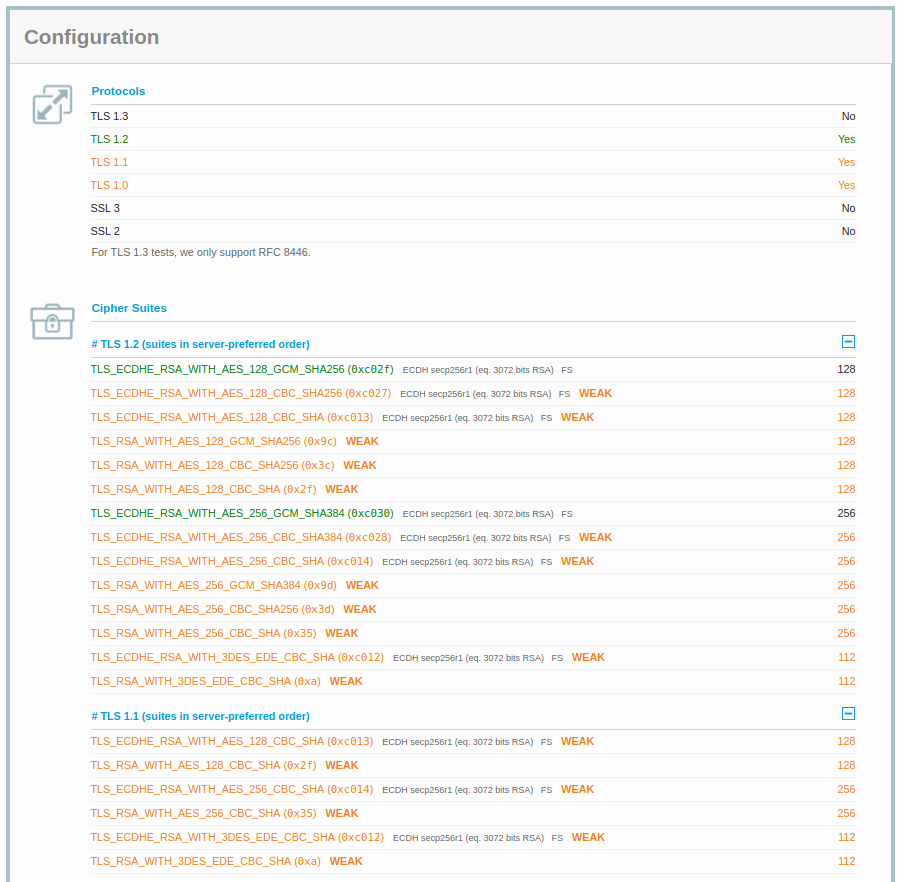 Configuration
Protocols
TLS 1.3 No
TLS 1.2 Yes
TLS 1.1 Yes
TLS 1.0 Yes
SSL 3 No
SSL 2 No
For TLS 1.3 tests, we only support RFC 8446.
Cipher Suites
# TLS 1.2 (suites in server-preferred order)
TLS_ECDHE_RSA_WITH_AES_128_GCM_SHA256 (0xc02f) ECDH secp256r1 (eq. 3072 bits RSA) FS 128
TLS_ECDHE_RSA_WITH_AES_128_CBC_SHA256 (0xc027) ECDH secp256r1 (eq. 3072 bits RSA) FS WEAK 128
TLS_ECDHE_RSA_WITH_AES_128_CBC_SHA (0xc013) ECDH secp256r1 (eq. 3072 bits RSA) FS WEAK 128
TLS_RSA_WITH_AES_128_GCM_SHA256 (0x9c) WEAK 128
TLS_RSA_WITH_AES_128_CBC_SHA256 (0x3c) WEAK 128
TLS_RSA_WITH_AES_128_CBC_SHA (0x2f) WEAK 128
TLS_ECDHE_RSA_WITH_AES_256_GCM_SHA384 (0xc030) ECDH secp256r1 (eq. 3072 bits RSA) FS 256
TLS_ECDHE_RSA_WITH_AES_256_CBC_SHA384 (0xc028) ECDH secp256r1 (eq. 3072 bits RSA) FS WEAK 256
TLS_ECDHE_RSA_WITH_AES_256_CBC_SHA (0xc014) ECDH secp256r1 (eq. 3072 bits RSA) FS WEAK 256
TLS_RSA_WITH_AES_256_GCM_SHA384 (0x9d) WEAK 256
TLS_RSA_WITH_AES_256_CBC_SHA256 (0x3d) WEAK 256
TLS_RSA_WITH_AES_256_CBC_SHA (0x35) WEAK 256
TLS_ECDHE_RSA_WITH_3DES_EDE_CBC_SHA (0xc012) ECDH secp256r1 (eq. 3072 bits RSA) FS WEAK 112
TLS_RSA_WITH_3DES_EDE_CBC_SHA (0xa) WEAK 112
# TLS 1.1 (suites in server-preferred order)
TLS_ECDHE_RSA_WITH_AES_128_CBC_SHA (0xc013) ECDH secp256r1 (eq. 3072 bits RSA) FS WEAK 128
TLS_RSA_WITH_AES_128_CBC_SHA (0x2f) WEAK 128
TLS_ECDHE_RSA_WITH_AES_256_CBC_SHA (0xc014) ECDH secp256r1 (eq. 3072 bits RSA) FS WEAK 256
TLS_RSA_WITH_AES_256_CBC_SHA (0x35) WEAK 256
TLS_ECDHE_RSA_WITH_3DES_EDE_CBC_SHA (0xc012) ECDH secp256r1 (eq. 3072 bits RSA) FS WEAK 112
TLS_RSA_WITH_3DES_EDE_CBC_SHA (0xa) WEAK 112